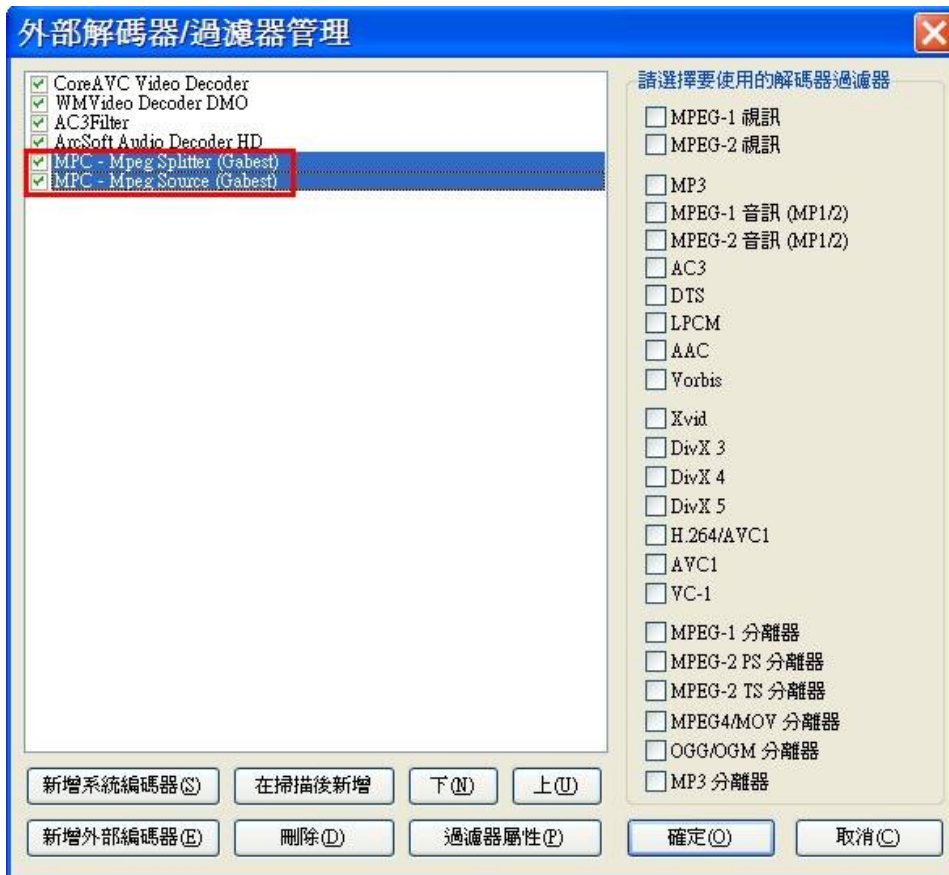 外部解碼器/過濾器管理
CoreAVC Video Decoder
WMVideo Decoder DMO
AC3Filter
ArcSoft Audio Decoder HD
MPC - Mpeg Splitter (Gabest)
MPC - Mpeg Source (Gabest)
請選擇要使用的解碼器過濾器
MPEG-1 視訊
MPEG-2 視訊
MP3
MPEG-1 音訊 (MP1/2)
MPEG-2 音訊 (MP1/2)
AC3
DTS
LPCM
AAC
Vorbis
Xvid
DivX 3
DivX 4
DivX 5
H.264/AVC1
AVC1
VC-1
MPEG-1 分離器
MPEG-2 PS 分離器
MPEG-2 TS 分離器
MPEG4/MOV 分離器
OGG/OGM 分離器
MP3 分離器
新增系統編碼器(S) 在掃描後新增 下(N) 上(U)
新增外部編碼器(E) 刪除(D) 過濾器屬性(P) 確定(O) 取消(C)